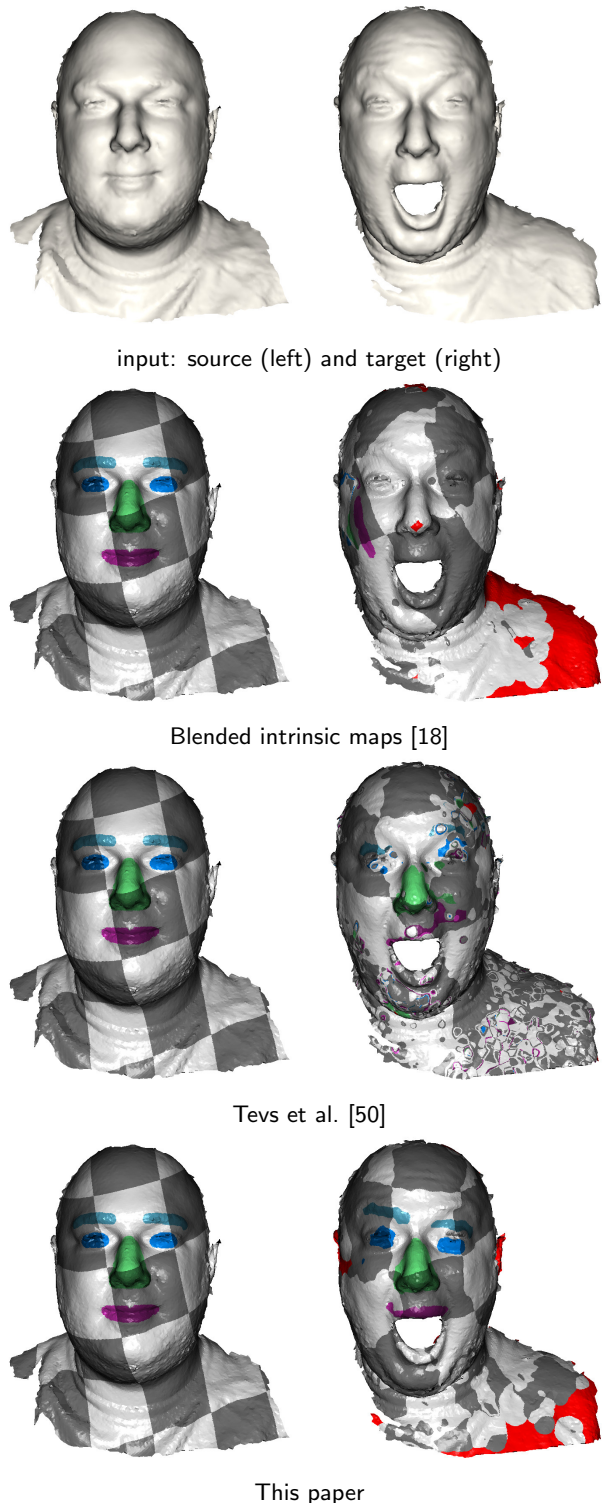 input: source (left) and target (right)
Blended intrinsic maps [18]
Tevs et al. [50]
This paper